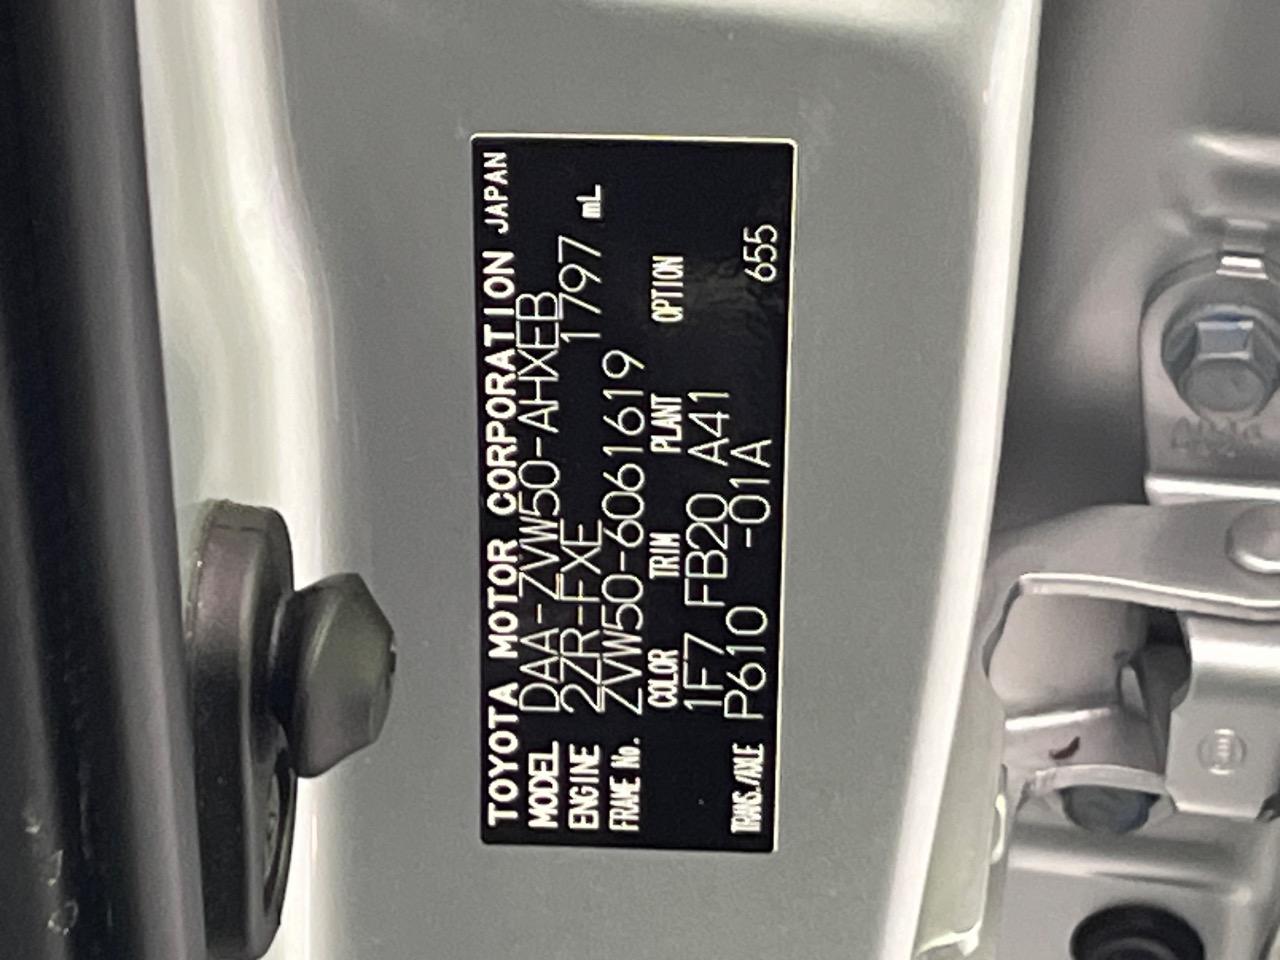 TOYOTA MOTOR CORPORATION JAPAN
MODEL DAA-ZVW50-AHXEB
ENGINE 2ZR-FXE 1797 mL
FRAME No. ZVW50-6061619
COLOR TRIM PLANT OPTION
1F7 FB20 A41
TRANS./AXLE P610 -01A 655